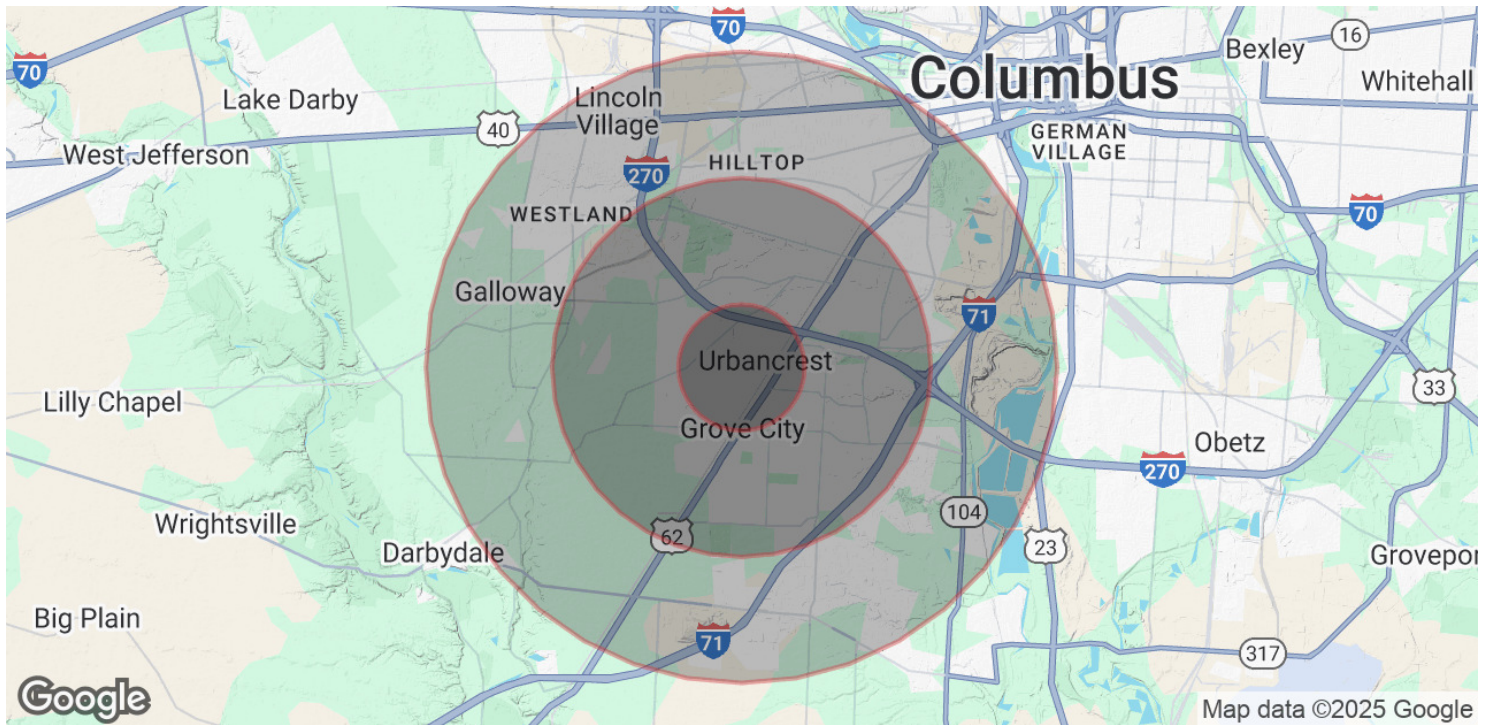 70
16
Bexley
Columbus
70
Lake Darby
Lincoln
Village
Whitehall
40
GERMAN
VILLAGE
West Jefferson
HILLTOP
270
WESTLAND
70
Galloway
71
Urbancrest
33
Lilly Chapel
Grove City
Obetz
270
104
Wrightsville
62
23
Darbydale
Grovepor
Big Plain
71
317
Google
Map data ©2025 Google